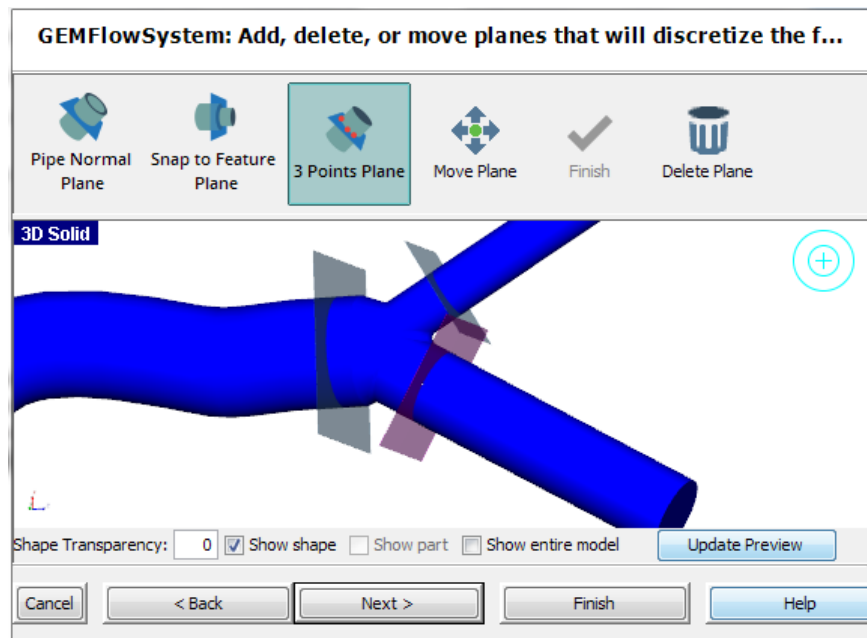 GEMFlowSystem: Add, delete, or move planes that will discretize the f...
Pipe Normal
Plane
Snap to Feature
Plane
3 Points Plane
Move Plane
Finish
Delete Plane
3D Solid
Shape Transparency: 0 Show shape Show part Show entire model Update Preview
Cancel < Back Next > Finish Help